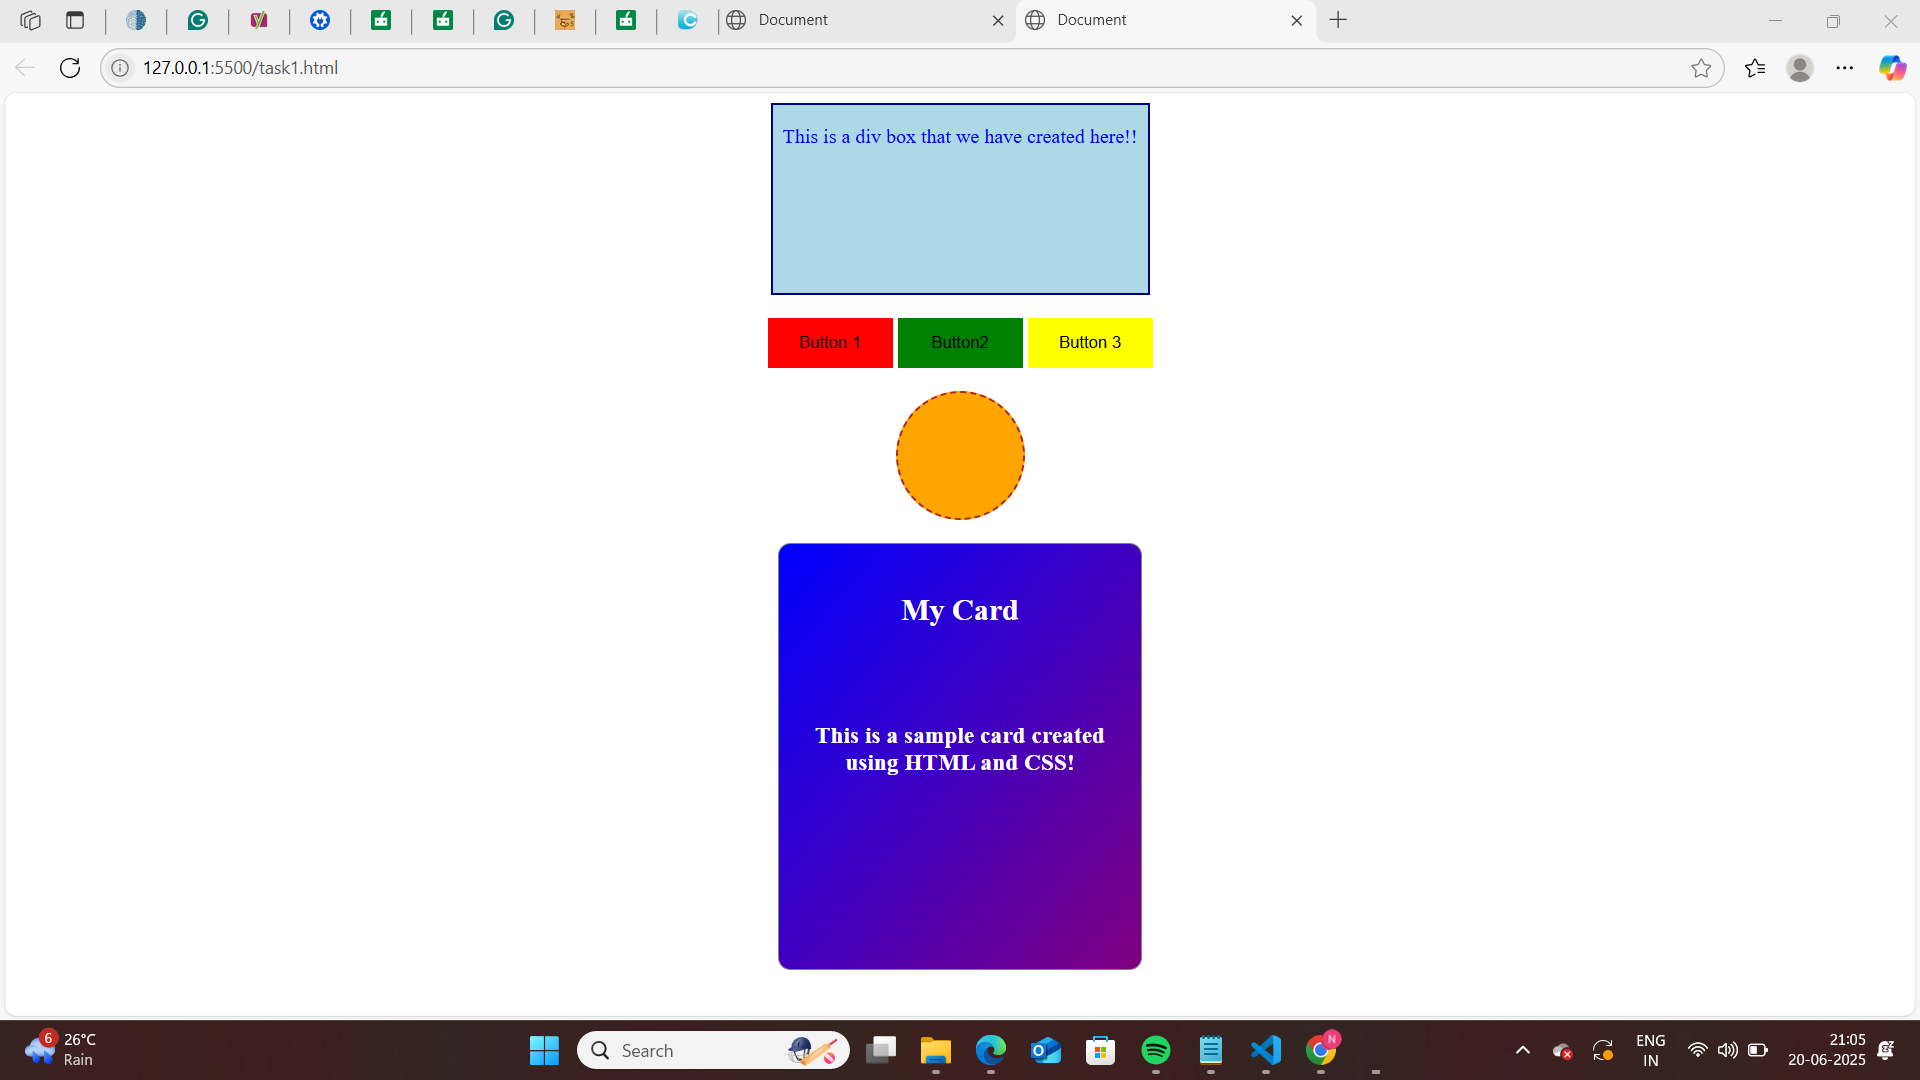 Document
Document
127.0.0.1:5500/task1.html
This is a div box that we have created here!!
Button 1
Button2
Button 3
My Card
This is a sample card created
using HTML and CSS!
6
26°C
Rain
Search
N
ENG
IN
21:05
20-06-2025